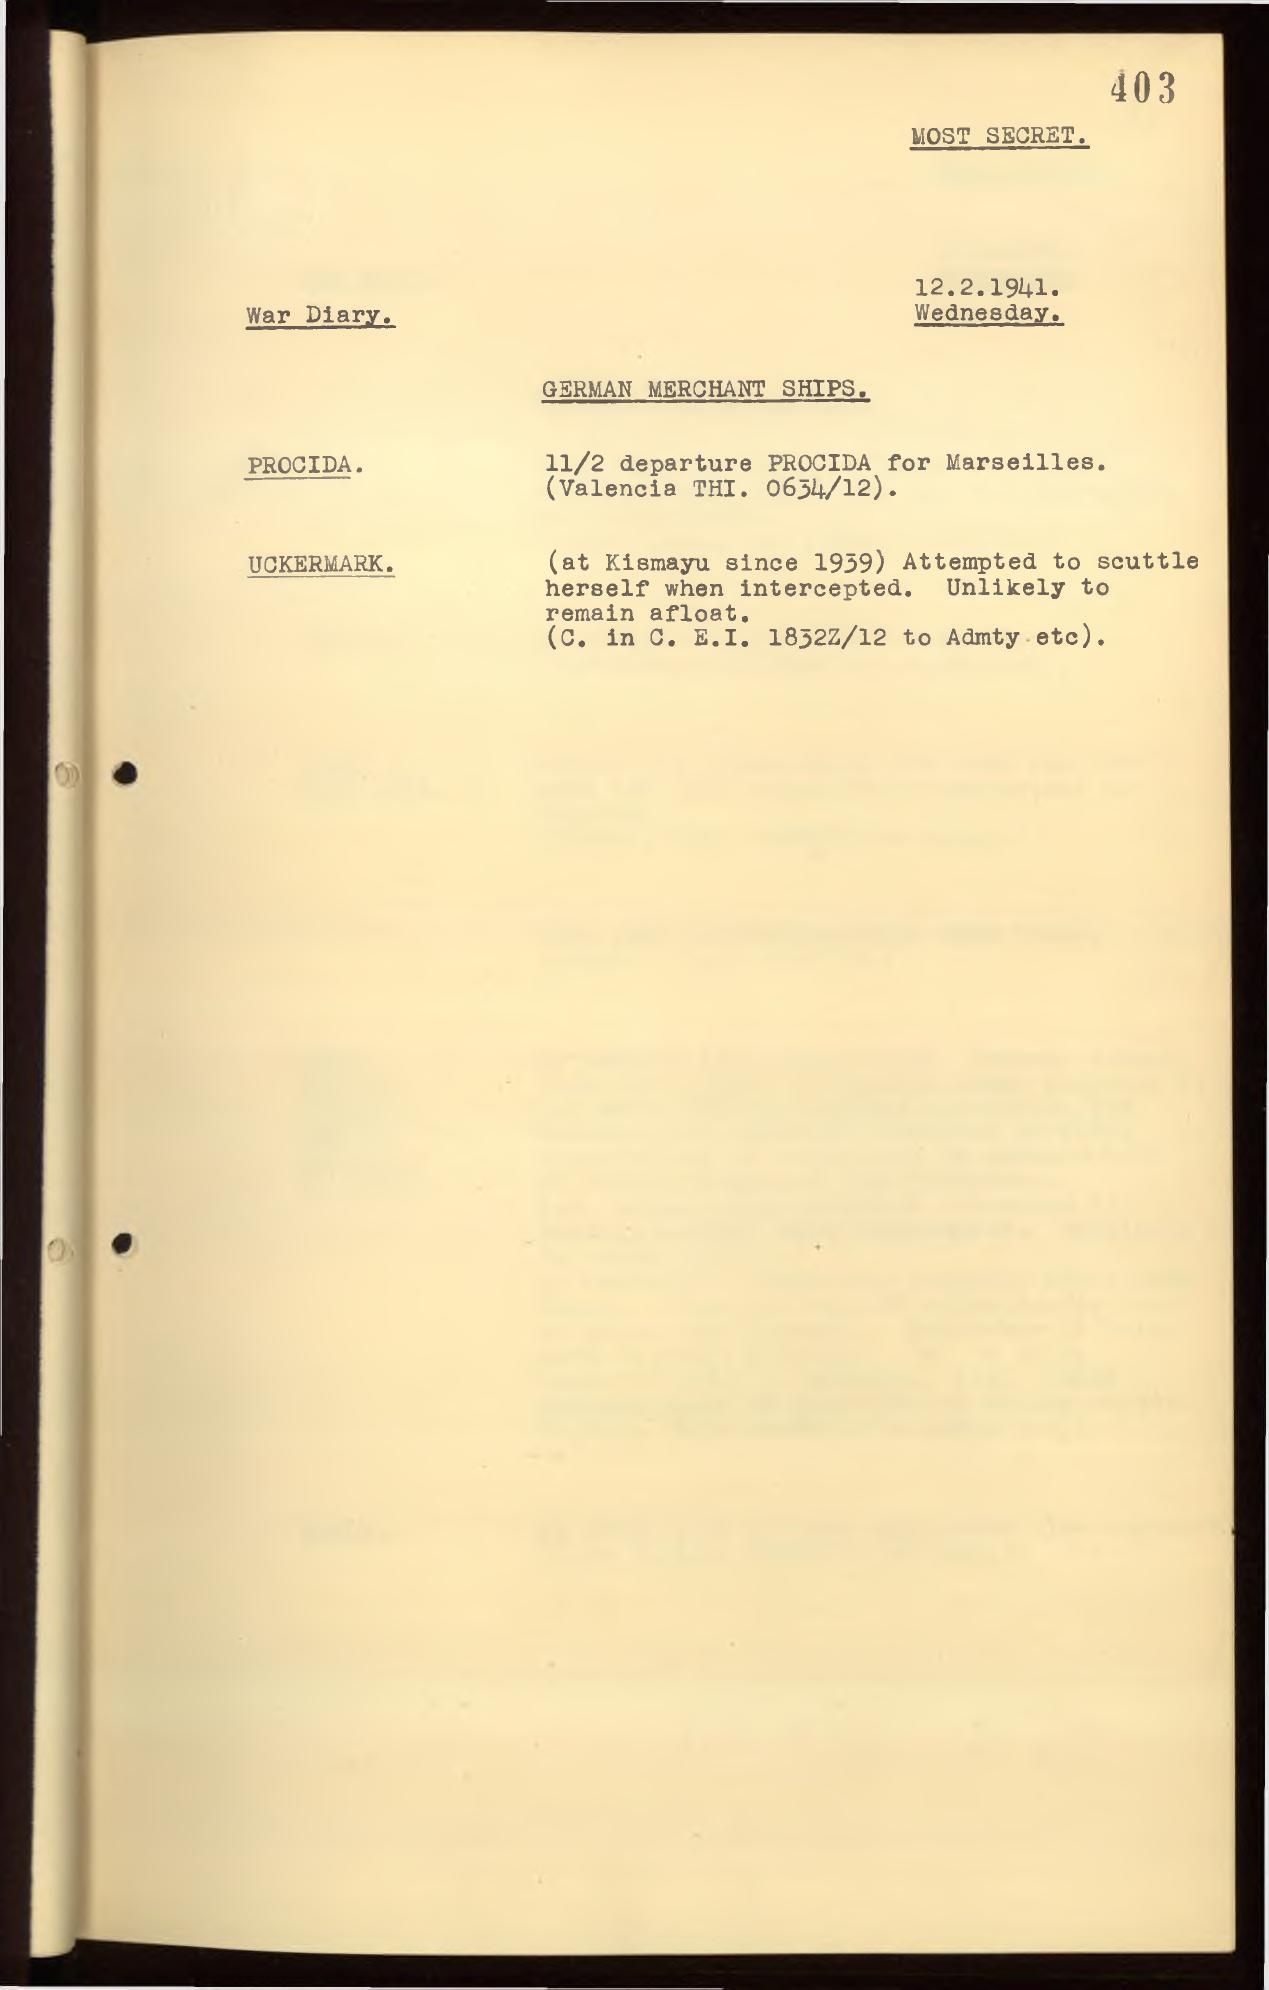 403
MOST SECRET.
12.2.1941.
War Diary.
Wednesday.
GERMAN MERCHANT SHIPS.
PROCIDA.
11/2 departure PROCIDA for Marseilles.
(Valencia THI. 0634/12).
UCKERMARK.
(at Kismayu since 1939) Attempted to scuttle
herself when intercepted. Unlikely to
remain afloat.
(C. in C. E.I. 1832Z/12 to Admty etc).